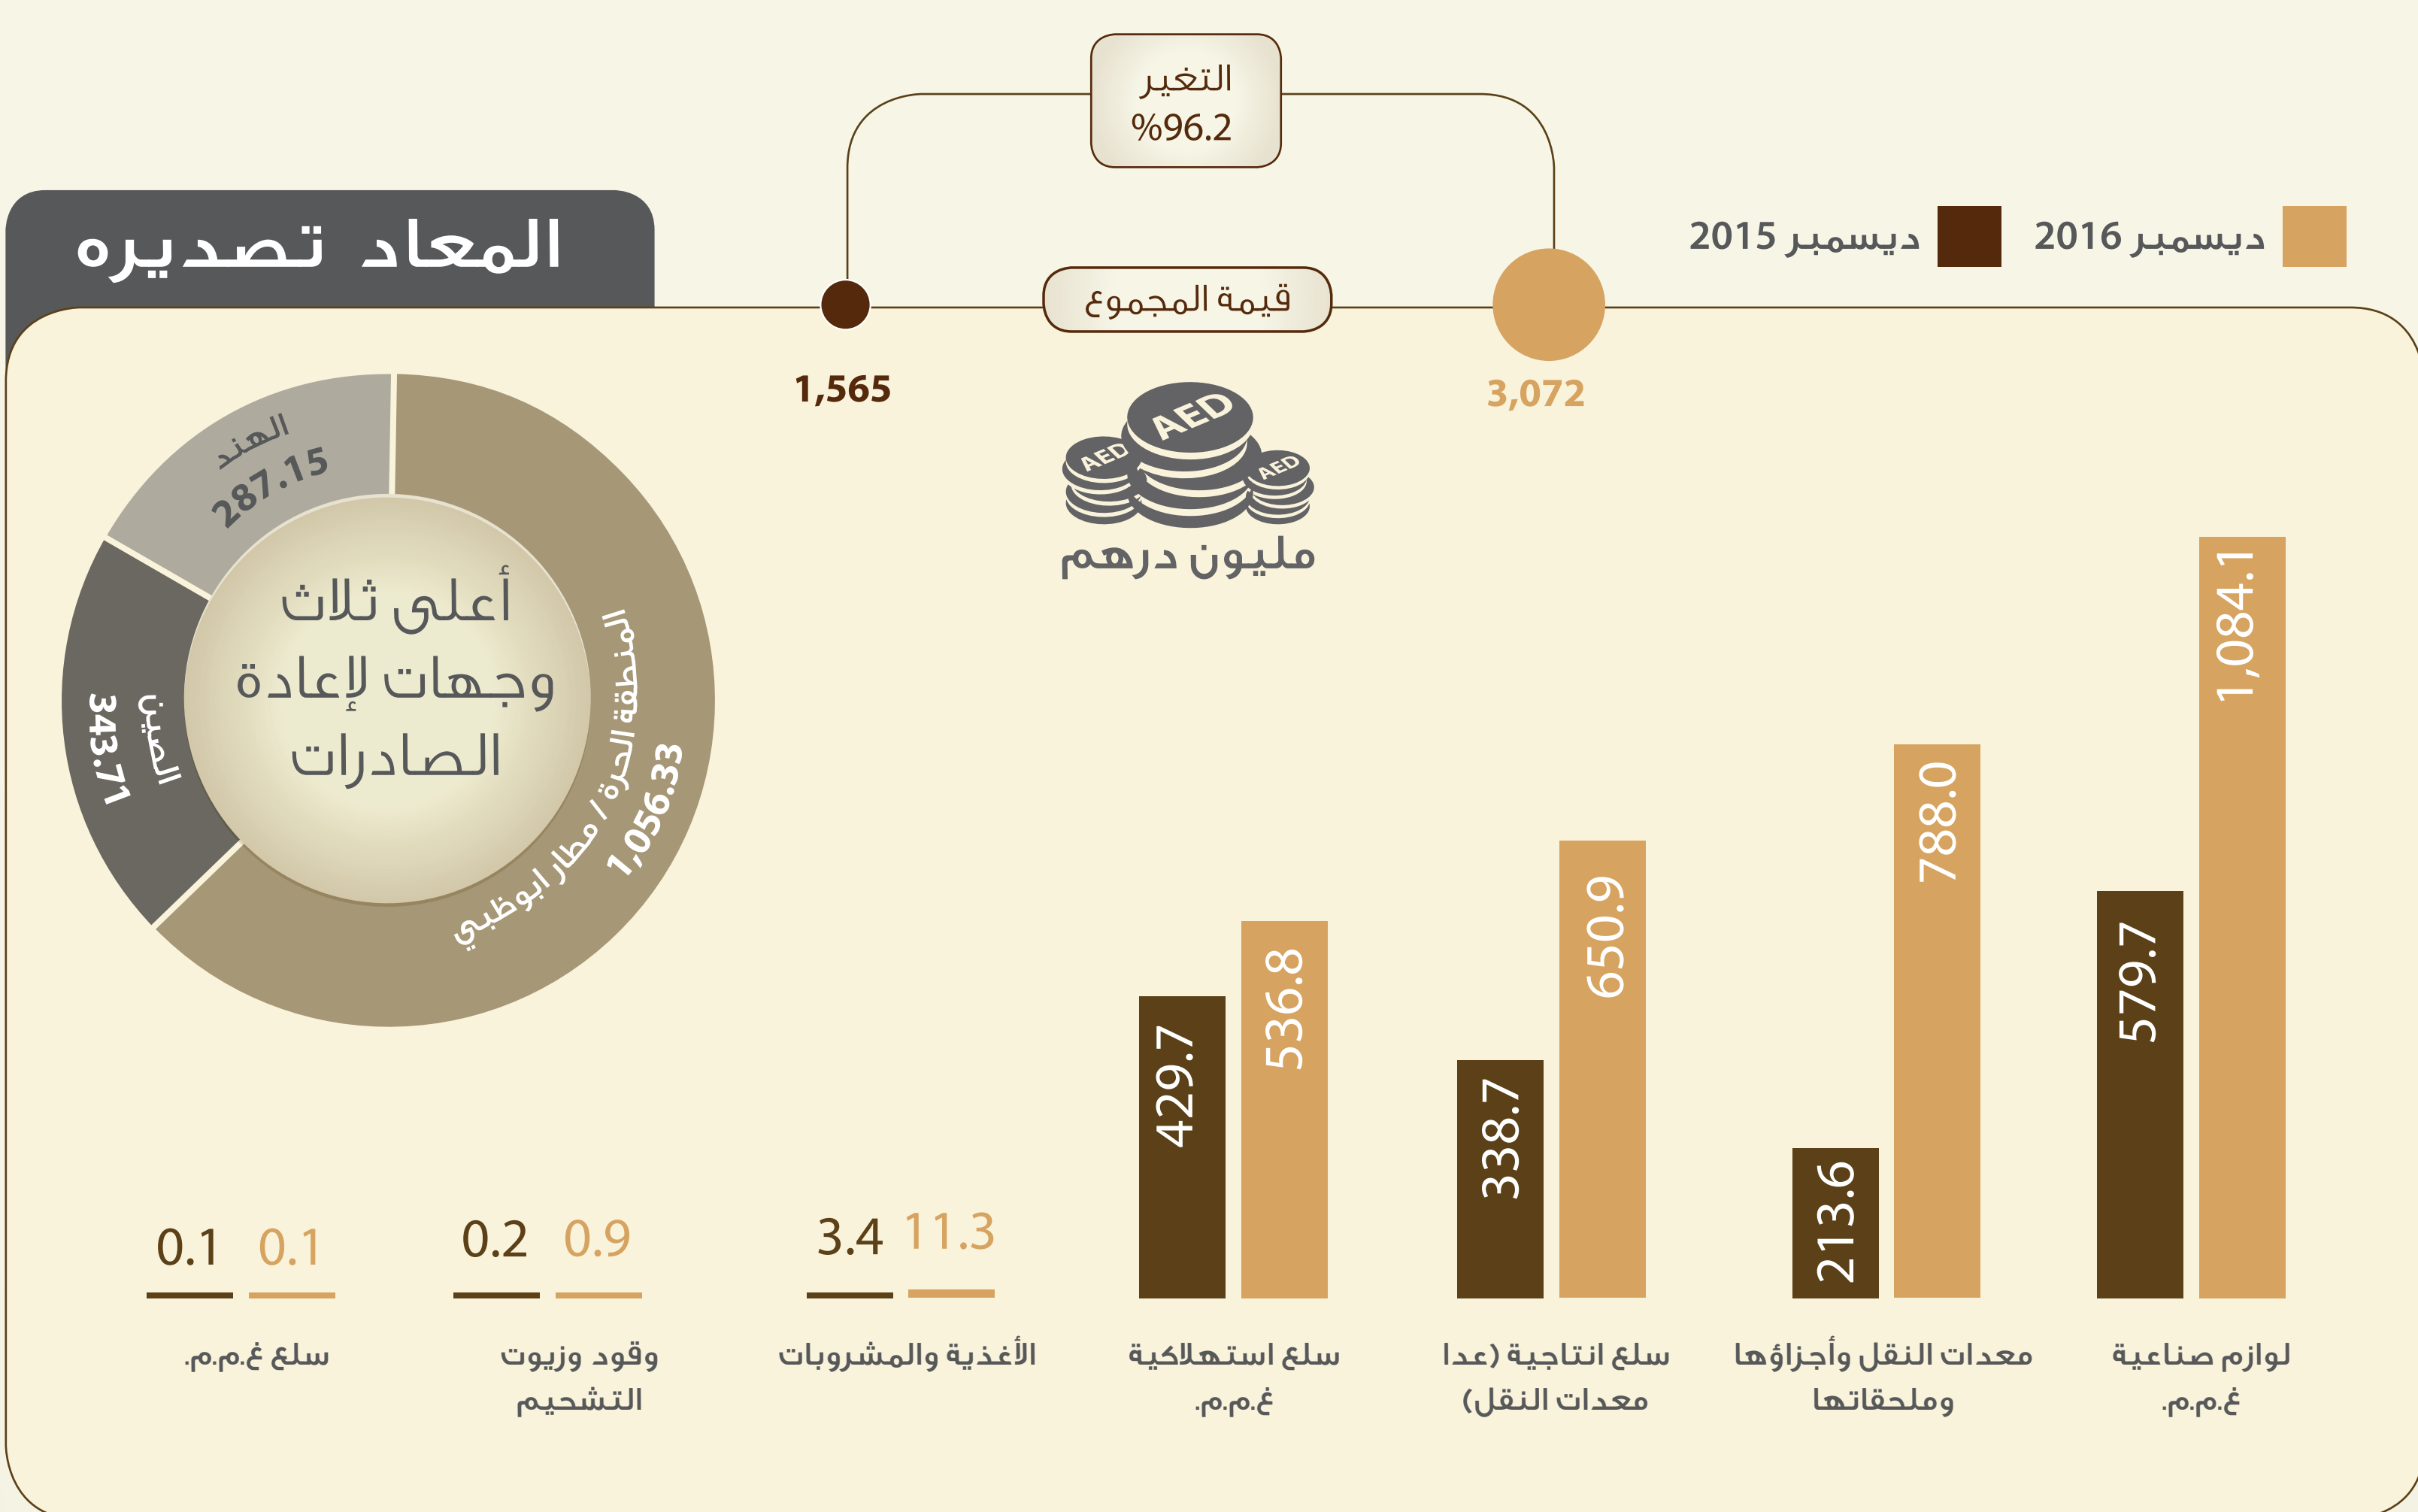 التغير
%96.2
ديسمبر 2016
ديسمبر 2015
المعاد تصديره
قيمة المجموع
3,072
1,565
AED
AED
AED
مليون درهم
أعلى ثلاث
وجهات لإعادة
الصادرات
المنطقة الحرة / مطار ابوظبي
1,056.33
الصين
343.71
الهند
287.15
1,084.1
579.7
788.0
213.6
650.9
338.7
536.8
429.7
11.3
3.4
0.9
0.2
0.1
0.1
لوازم صناعية
غ.م.م.
معدات النقل وأجزاؤها
وملحقاتها
سلع انتاجية (عدا
معدات النقل)
سلع استهلاكية
غ.م.م.
الأغذية والمشروبات
وقود وزيوت
التشحيم
سلع غ.م.م.